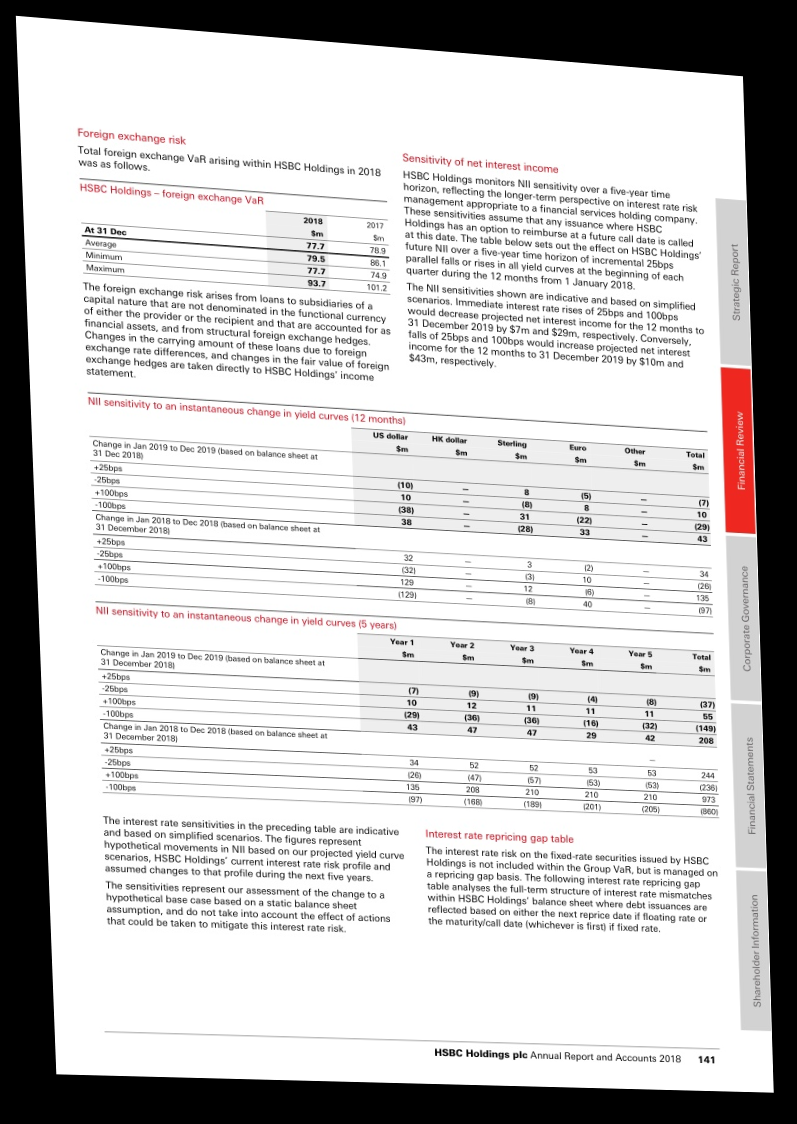 Foreign exchange risk
Total foreign exchange VaR arising within HSBC Holdings in 2018
was as follows.
HSBC Holdings – foreign exchange VaR
2018 2017
$m $m
At 31 Dec 77.7 78.9
Average 79.5 86.1
Minimum 77.7 74.9
Maximum 93.7 101.2
The foreign exchange risk arises from loans to subsidiaries of a
capital nature that are not denominated in the functional currency
of either the provider or the recipient and that are accounted for as
financial assets, and from structural foreign exchange hedges.
Changes in the carrying amount of these loans due to foreign
exchange rate differences, and changes in the fair value of foreign
exchange hedges are taken directly to HSBC Holdings' income
statement.
Sensitivity of net interest income
HSBC Holdings monitors NII sensitivity over a five-year time
horizon, reflecting the longer-term perspective on interest rate risk
management appropriate to a financial services holding company.
These sensitivities assume that any issuance where HSBC
Holdings has an option to reimburse at a future call date is called
at this date. The table below sets out the effect on HSBC Holdings'
future NII over a five-year time horizon of incremental 25bps
parallel falls or rises in all yield curves at the beginning of each
quarter during the 12 months from 1 January 2018.
The NII sensitivities shown are indicative and based on simplified
scenarios. Immediate interest rate rises of 25bps and 100bps
would decrease projected net interest income for the 12 months to
31 December 2019 by $7m and $29m, respectively. Conversely,
falls of 25bps and 100bps would increase projected net interest
income for the 12 months to 31 December 2019 by $10m and
$43m, respectively.
NII sensitivity to an instantaneous change in yield curves (12 months)
US dollar HK dollar Sterling Euro Other Total
$m $m $m $m $m $m
Change in Jan 2019 to Dec 2019 (based on balance sheet at
31 Dec 2018)
+25bps (10) – 8 (5) – (7)
-25bps 10 – (8) 8 – 10
+100bps (38) – 31 (22) – (29)
-100bps 38 – (28) 33 – 43
Change in Jan 2018 to Dec 2018 (based on balance sheet at
31 December 2018)
+25bps 32 – 3 (2) – 34
-25bps (32) – (3) 10 – (26)
+100bps 129 – 12 (6) – 135
-100bps (129) – (8) 40 – (97)
NII sensitivity to an instantaneous change in yield curves (5 years)
Year 1 Year 2 Year 3 Year 4 Year 5 Total
$m $m $m $m $m $m
Change in Jan 2019 to Dec 2019 (based on balance sheet at
31 December 2018)
+25bps (7) (9) (9) (4) (8) (37)
-25bps 10 12 11 11 11 55
+100bps (29) (36) (36) (16) (32) (149)
-100bps 43 47 47 29 42 208
Change in Jan 2018 to Dec 2018 (based on balance sheet at
31 December 2018)
–
+25bps 34 52 52 53 53 244
-25bps (26) (47) (57) (53) (53) (236)
+100bps 135 208 210 210 210 973
-100bps (97) (168) (189) (201) (205) (860)
The interest rate sensitivities in the preceding table are indicative
and based on simplified scenarios. The figures represent
hypothetical movements in NII based on our projected yield curve
scenarios, HSBC Holdings' current interest rate risk profile and
assumed changes to that profile during the next five years.
The sensitivities represent our assessment of the change to a
hypothetical base case based on a static balance sheet
assumption, and do not take into account the effect of actions
that could be taken to mitigate this interest rate risk.
Interest rate repricing gap table
The interest rate risk on the fixed-rate securities issued by HSBC
Holdings is not included within the Group VaR, but is managed on
a repricing gap basis. The following interest rate repricing gap
table analyses the full-term structure of interest rate mismatches
within HSBC Holdings' balance sheet where debt issuances are
reflected based on either the next reprice date if floating rate or
the maturity/call date (whichever is first) if fixed rate.
Strategic Report
Financial Review
Corporate Governance
Financial Statements
Shareholder Information
HSBC Holdings plc Annual Report and Accounts 2018 141